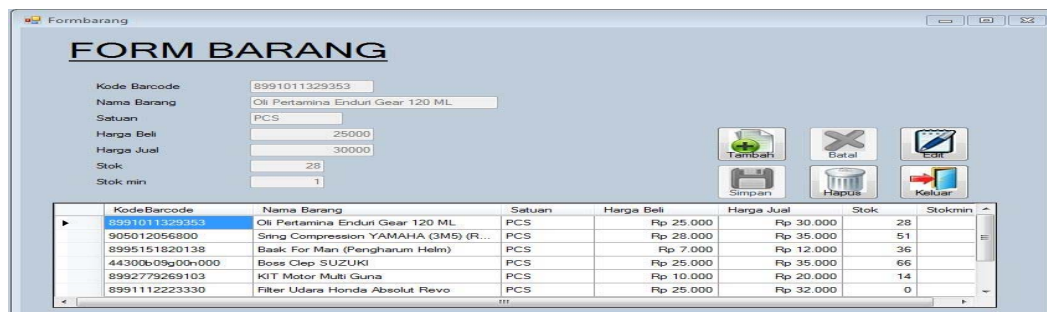 Formbarang
FORM BARANG
Kode Barcode 8991011329353
Nama Barang Oli Pertamina Enduri Gear 120 ML
Satuan PCS
Harga Beli 25000
Harga Jual 30000
Stok 28
Stok min 1
Tambah Batal Edit
Simpan Hapus Keluar
KodeBarcode Nama Barang Satuan Harga Beli Harga Jual Stok Stokmin
8991011329353 Oli Pertamina Enduri Gear 120 ML PCS Rp 25.000 Rp 30.000 28
905012056800 Sring Compression YAMAHA (3M5) (R... PCS Rp 28.000 Rp 35.000 51
8995151820138 Bask For Man (Pengharum Helm) PCS Rp 7.000 Rp 12.000 36
44300b09g00n000 Boss Clep SUZUKI PCS Rp 25.000 Rp 35.000 66
8992779269103 KIT Motor Multi Guna PCS Rp 10.000 Rp 20.000 14
8991112223330 Filter Udara Honda Absolut Revo PCS Rp 25.000 Rp 32.000 0